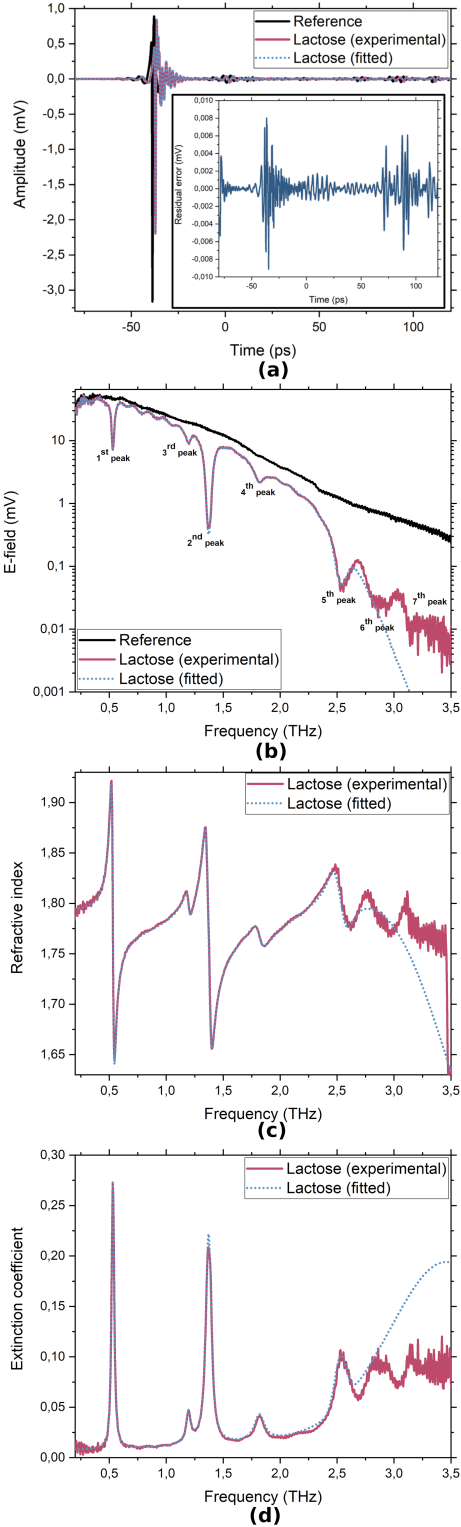 1,0
0,5
0,0
-0,5
-1,0
-1,5
-2,0
-2,5
-3,0
Amplitude (mV)
Reference
Lactose (experimental)
Lactose (fitted)
0,010
0,008
0,006
0,004
0,002
0,000
-0,002
-0,004
-0,006
-0,008
-0,010
Residual error (mV)
-50 0 50 100
Time (ps)
-50 0 50 100
Time (ps)
(a)
10
1
0,1
0,01
0,001
E-field (mV)
1st peak
3rd peak
2nd peak
4th peak
5th peak
6th peak
7th peak
Reference
Lactose (experimental)
Lactose (fitted)
0,5 1,0 1,5 2,0 2,5 3,0 3,5
Frequency (THz)
(b)
1,90
1,85
1,80
1,75
1,70
1,65
Refractive index
Lactose (experimental)
Lactose (fitted)
0,5 1,0 1,5 2,0 2,5 3,0 3,5
Frequency (THz)
(c)
0,30
0,25
0,20
0,15
0,10
0,05
0,00
Extinction coefficient
Lactose (experimental)
Lactose (fitted)
0,5 1,0 1,5 2,0 2,5 3,0 3,5
Frequency (THz)
(d)